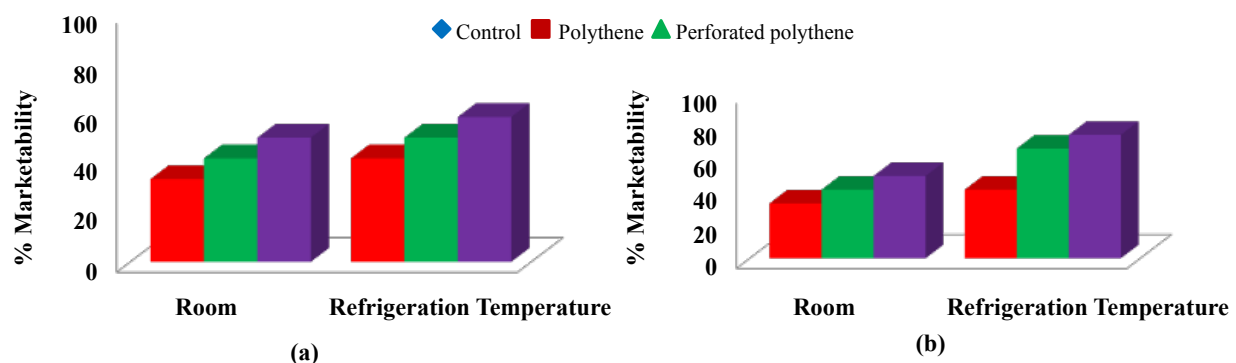 Control Polythene Perforated polythene
% Marketability
100
80
60
40
20
0
Room Refrigeration Temperature
(a)
% Marketability
100
80
60
40
20
0
Room Refrigeration Temperature
(b)